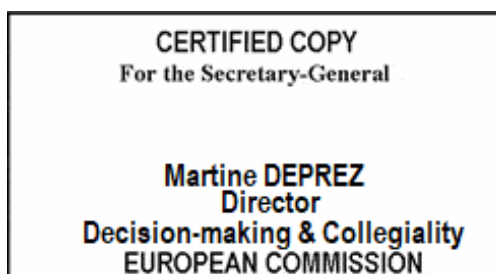 CERTIFIED COPY
For the Secretary-General
Martine DEPREZ
Director
Decision-making & Collegiality
EUROPEAN COMMISSION